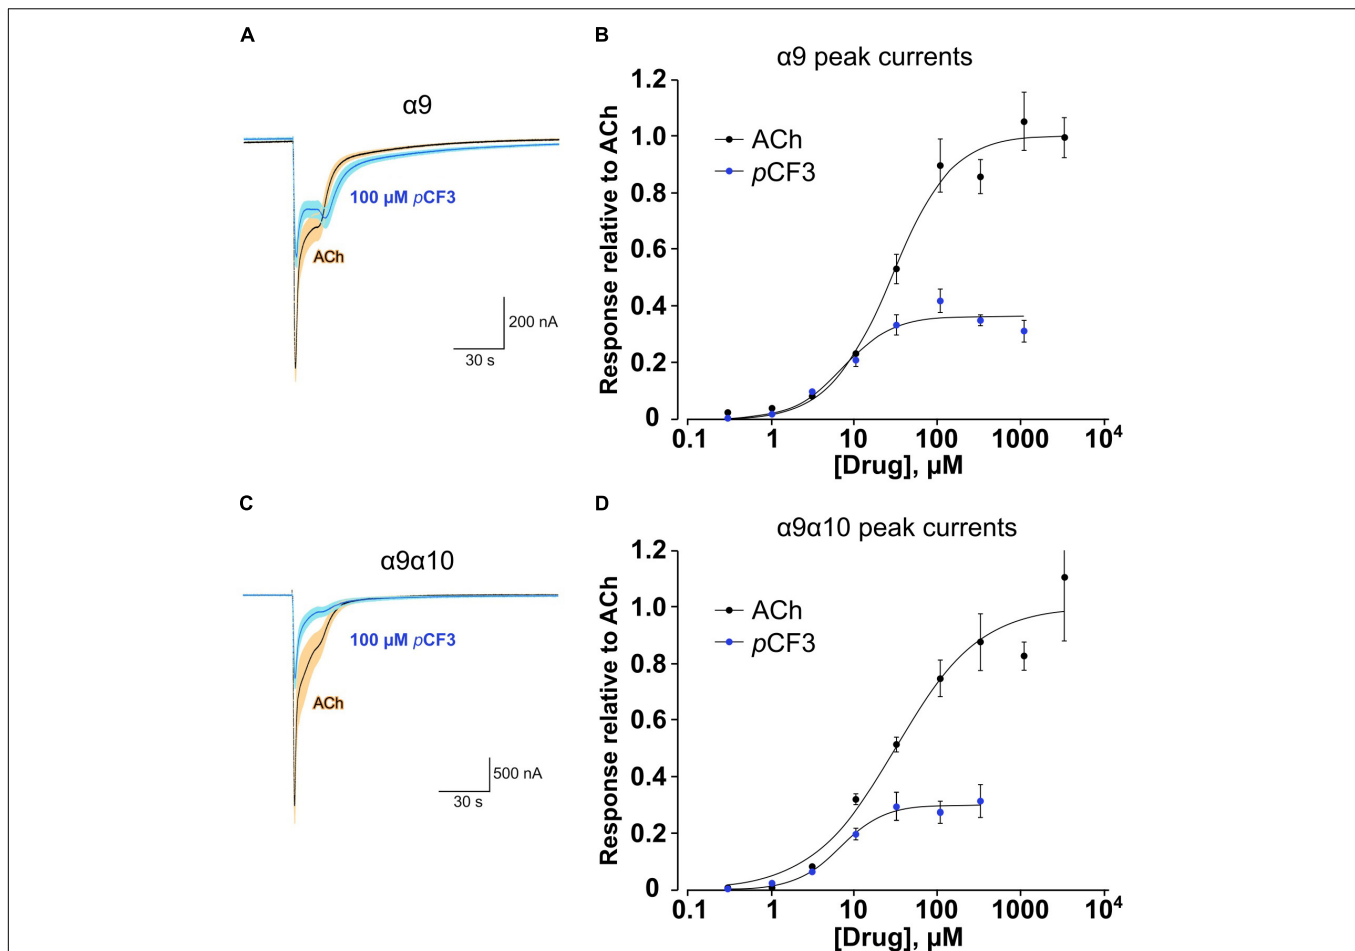 A
α9
100 µM pCF3
ACh
200 nA
30 s
B
α9 peak currents
Response relative to ACh
1.2
1.0
0.8
0.6
0.4
0.2
0
ACh
pCF3
0.1 1 10 100 1000 10⁴
[Drug], µM
C
α9α10
100 µM pCF3
ACh
500 nA
30 s
D
α9α10 peak currents
Response relative to ACh
1.2
1.0
0.8
0.6
0.4
0.2
0
ACh
pCF3
0.1 1 10 100 1000 10⁴
[Drug], µM